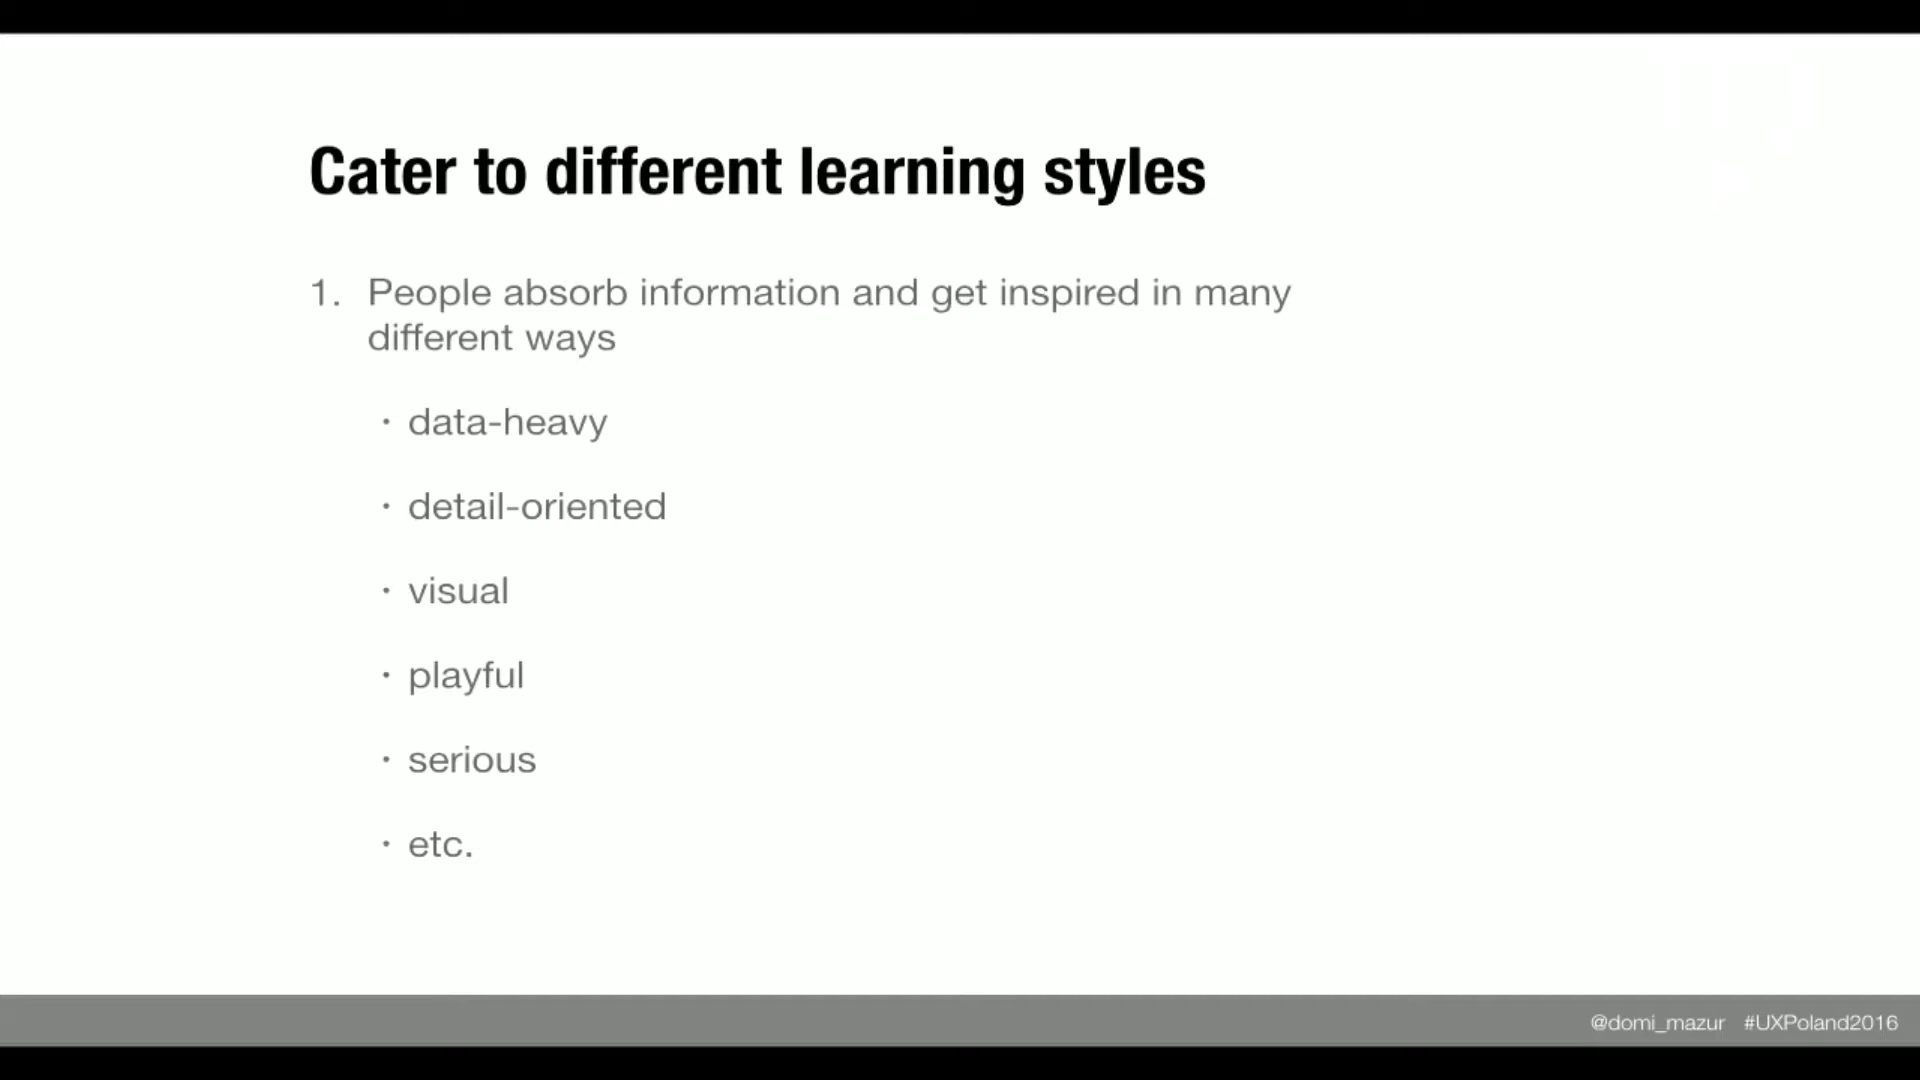 Cater to different learning styles
1. People absorb information and get inspired in many
different ways
· data-heavy
· detail-oriented
· visual
· playful
· serious
· etc.
@domi_mazur #UXPoland2016